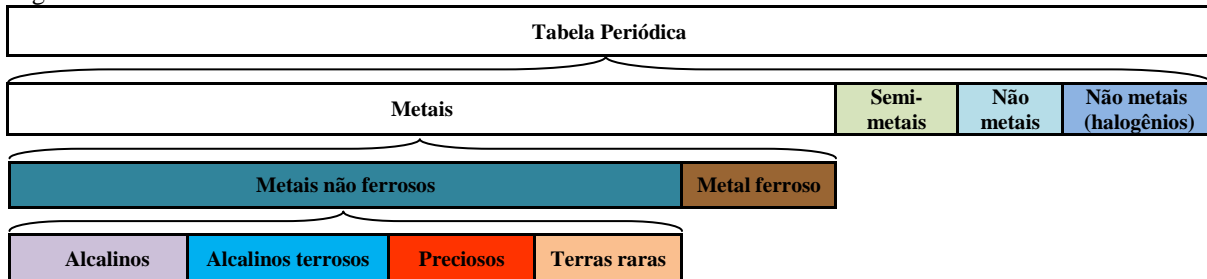 Tabela Periódica
Metais
Semi-
metais
Não
metais
Não metais
(halogênios)
Metais não ferrosos
Metal ferroso
Alcalinos
Alcalinos terrosos
Preciosos
Terras raras